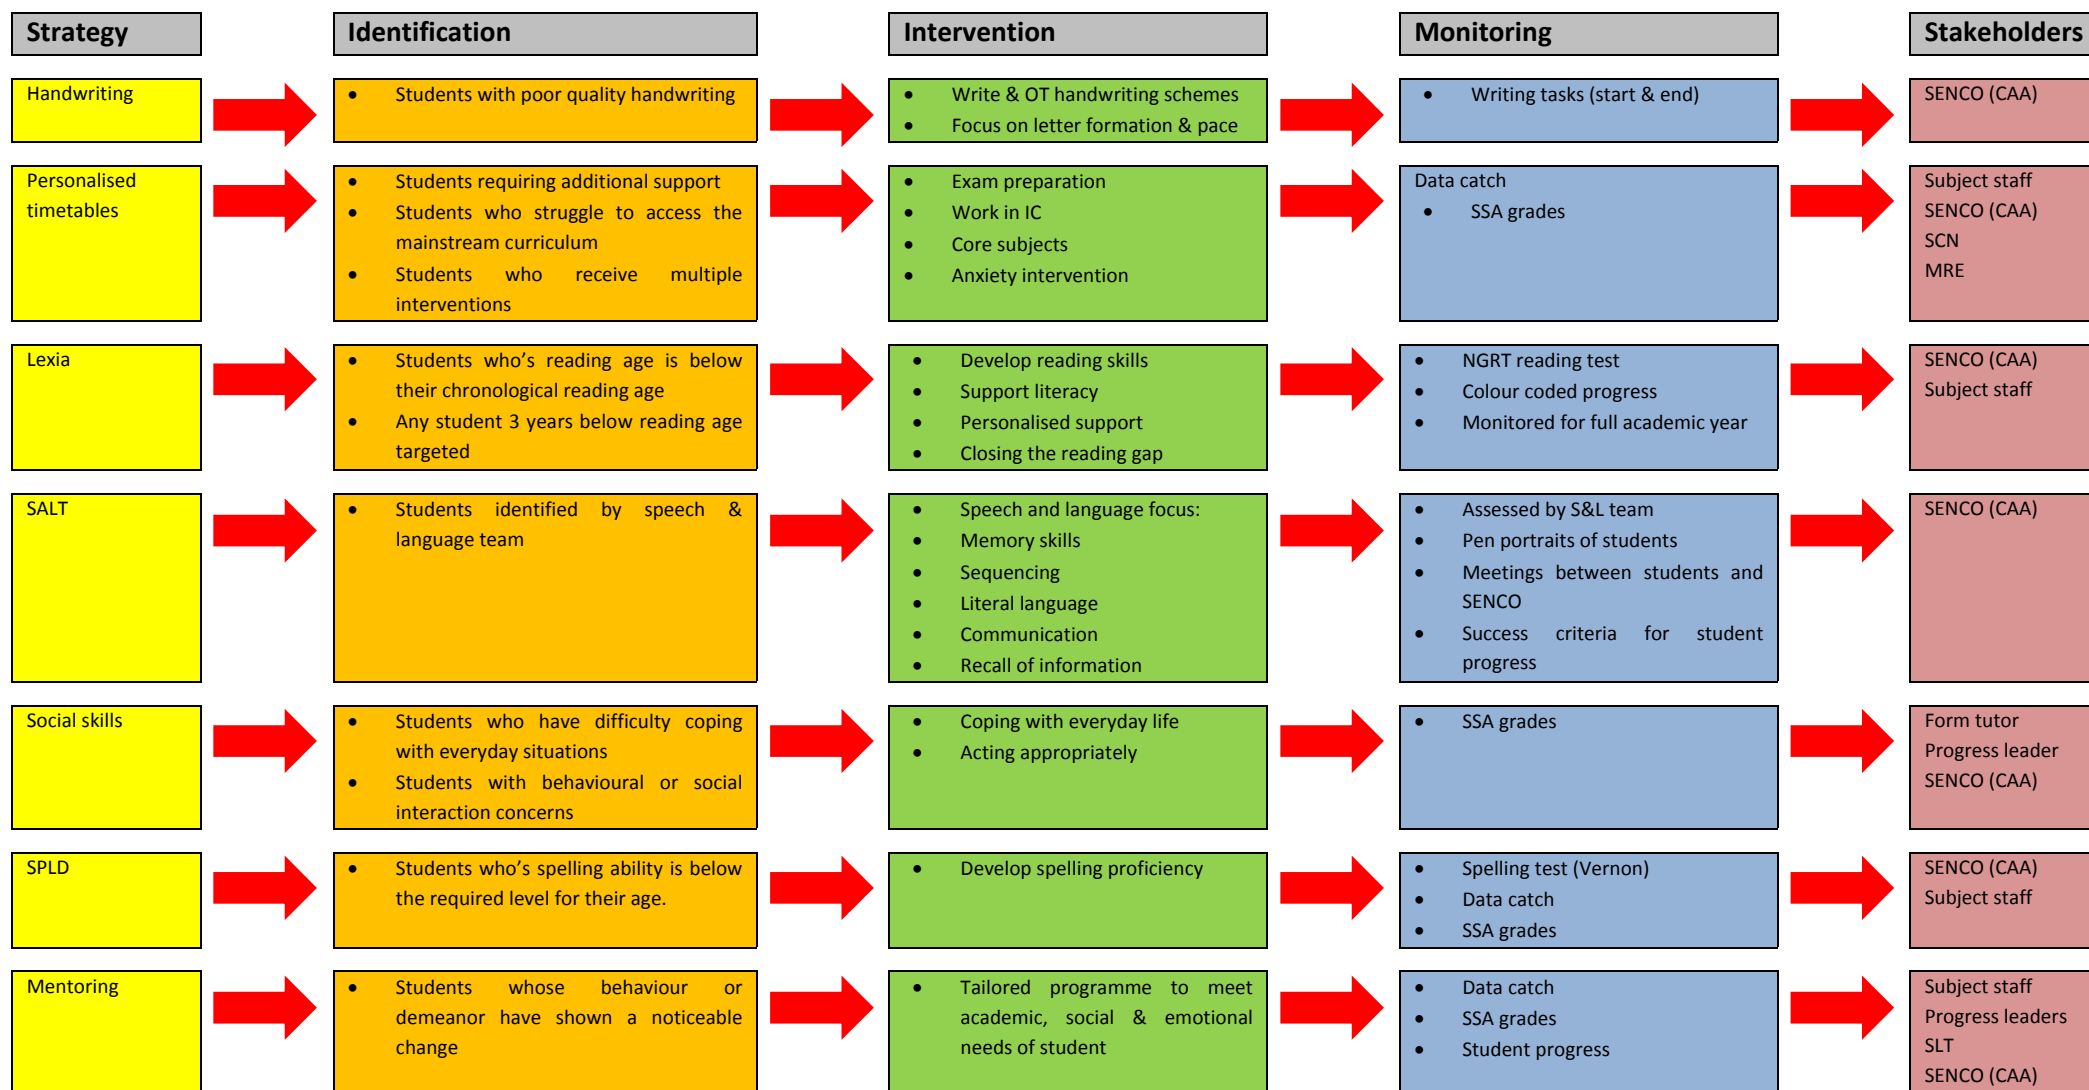 Strategy
Identification
Intervention
Monitoring
Stakeholders
Handwriting
• Students with poor quality handwriting
• Write & OT handwriting schemes
• Focus on letter formation & pace
• Writing tasks (start & end)
SENCO (CAA)
Personalised
timetables
• Students requiring additional support
• Students who struggle to access the
mainstream curriculum
• Students who receive multiple
interventions
• Exam preparation
• Work in IC
• Core subjects
• Anxiety intervention
Data catch
• SSA grades
Subject staff
SENCO (CAA)
SCN
MRE
Lexia
• Students who’s reading age is below
their chronological reading age
• Any student 3 years below reading age
targeted
• Develop reading skills
• Support literacy
• Personalised support
• Closing the reading gap
• NGRT reading test
• Colour coded progress
• Monitored for full academic year
SENCO (CAA)
Subject staff
SALT
• Students identified by speech &
language team
• Speech and language focus:
• Memory skills
• Sequencing
• Literal language
• Communication
• Recall of information
• Assessed by S&L team
• Pen portraits of students
• Meetings between students and
SENCO
• Success criteria for student
progress
SENCO (CAA)
Social skills
• Students who have difficulty coping
with everyday situations
• Students with behavioural or social
interaction concerns
• Coping with everyday life
• Acting appropriately
• SSA grades
Form tutor
Progress leader
SENCO (CAA)
SPLD
• Students who’s spelling ability is below
the required level for their age.
• Develop spelling proficiency
• Spelling test (Vernon)
• Data catch
• SSA grades
SENCO (CAA)
Subject staff
Mentoring
• Students whose behaviour or
demeanor have shown a noticeable
change
• Tailored programme to meet
academic, social & emotional
needs of student
• Data catch
• SSA grades
• Student progress
Subject staff
Progress leaders
SLT
SENCO (CAA)